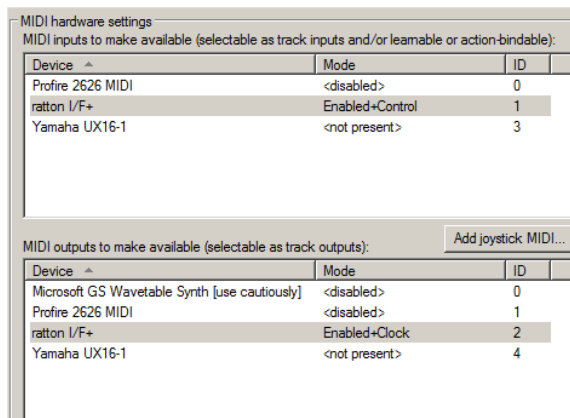 MIDI hardware settings
MIDI inputs to make available (selectable as track inputs and/or learnable or action-bindable):
Device Mode ID
Profire 2626 MIDI <disabled> 0
ratton I/F+ Enabled+Control 1
Yamaha UX16-1 <not present> 3
Add joystick MIDI...
MIDI outputs to make available (selectable as track outputs):
Device Mode ID
Microsoft GS Wavetable Synth [use cautiously] <disabled> 0
Profire 2626 MIDI <disabled> 1
ratton I/F+ Enabled+Clock 2
Yamaha UX16-1 <not present> 4